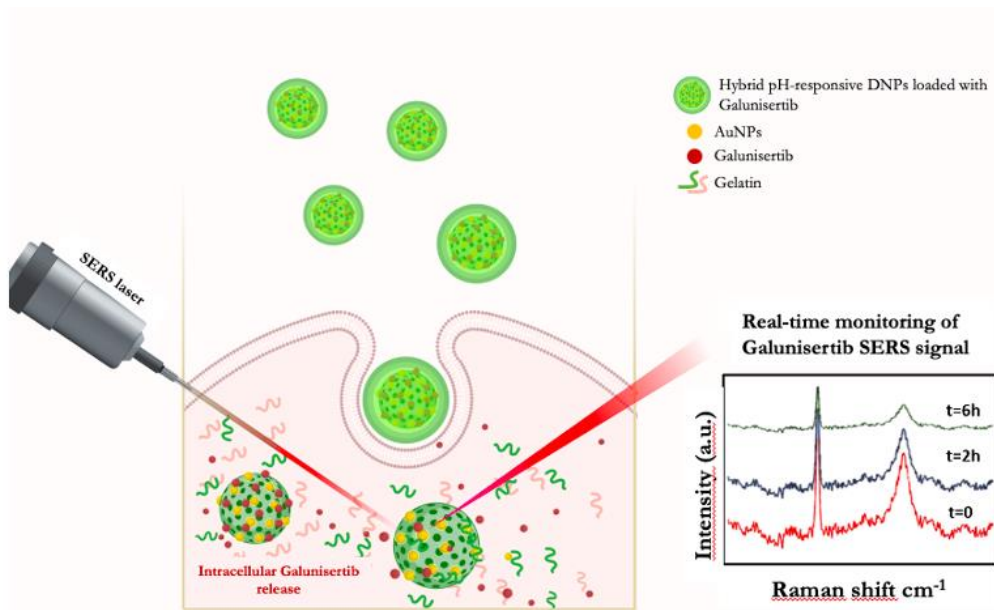 Hybrid pH-responsive DNPs loaded with
Galunisertib
AuNPs
Galunisertib
Gelatin
SERS laser
Real-time monitoring of
Galunisertib SERS signal
t=6h
t=2h
t=0
Intensity (a.u.)
Raman shift cm⁻¹
Intracellular Galunisertib
release